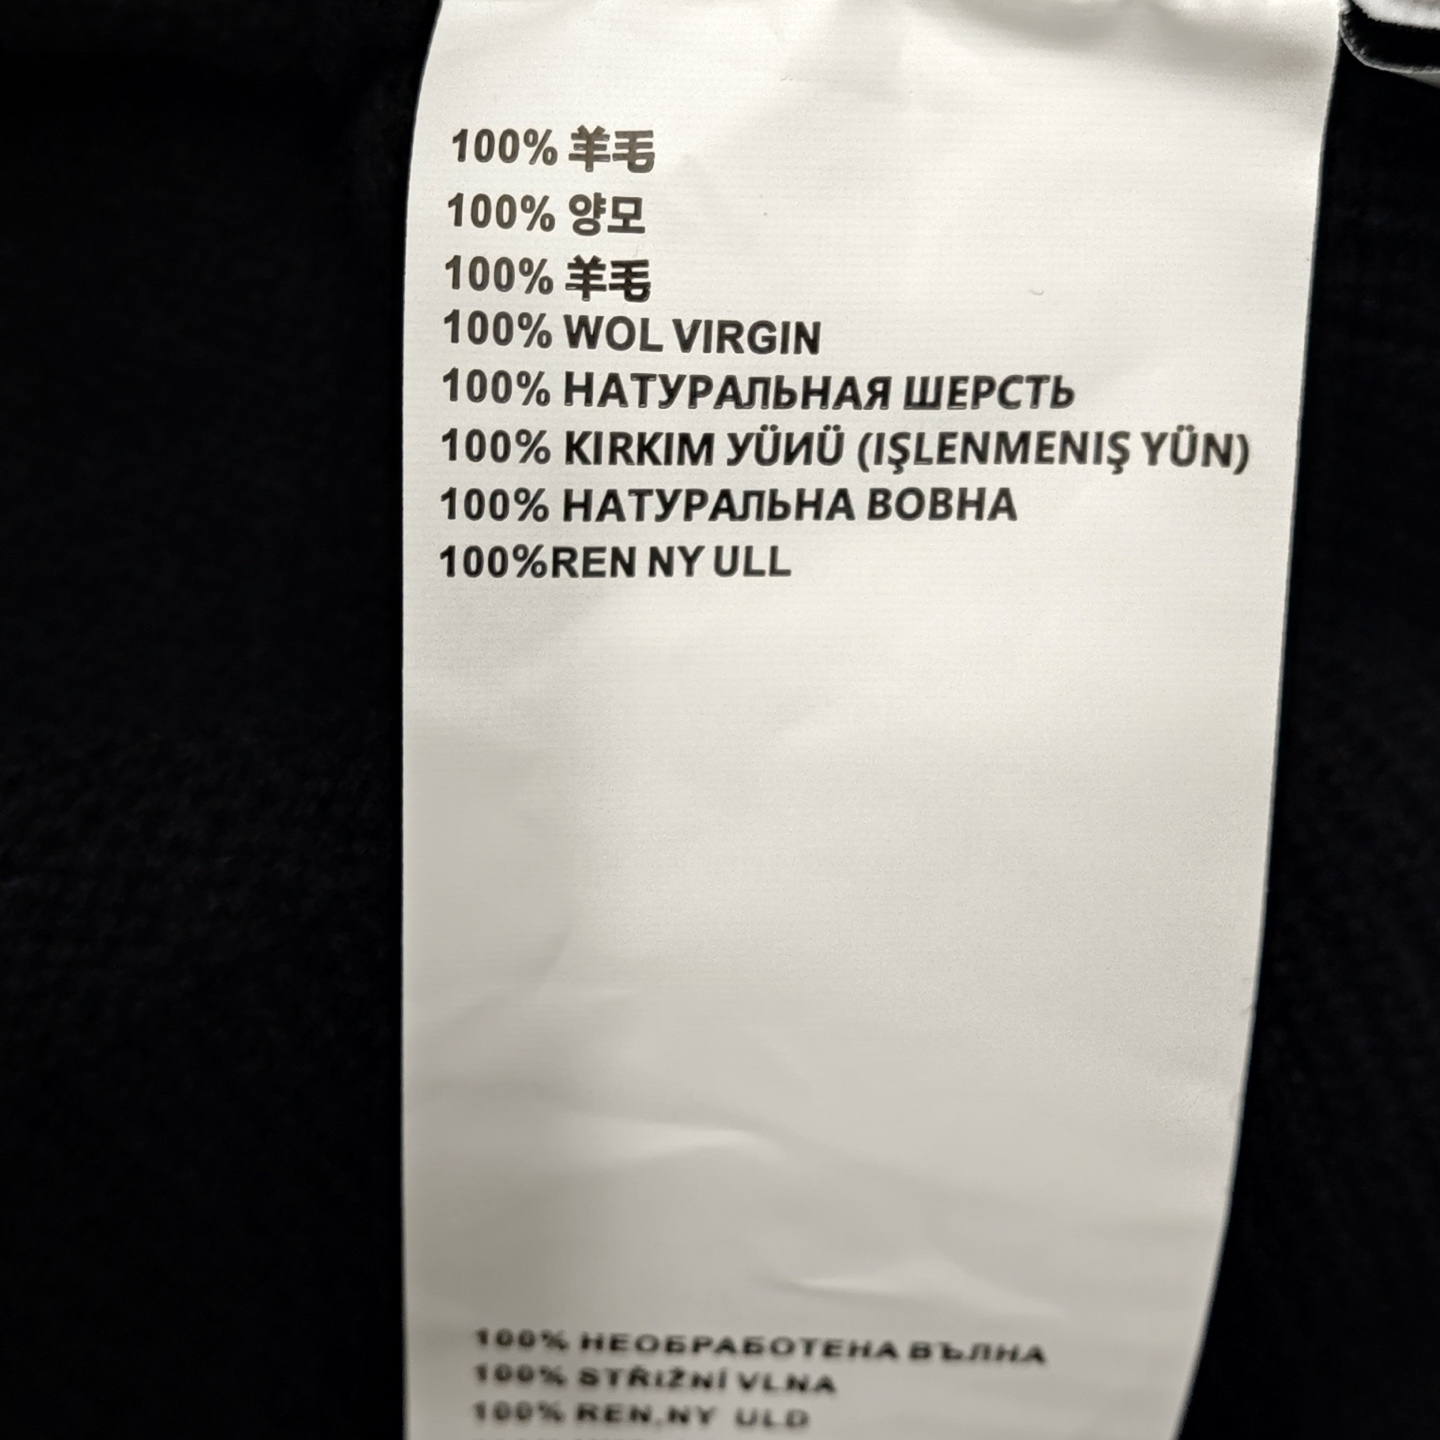 100% 羊毛
100% 양모
100% 羊毛
100% WOL VIRGIN
100% НАТУРАЛЬНАЯ ШЕРСТЬ
100% KIRKIM УÜИÜ (IŞLENMENIŞ YÜN)
100% НАТУРАЛЬНА ВОВНА
100%REN NY ULL
100% НЕОБРАБОТЕНА ВЪЛНА
100% STŘIŽNÍ VLNA
100% REN,NY ULD